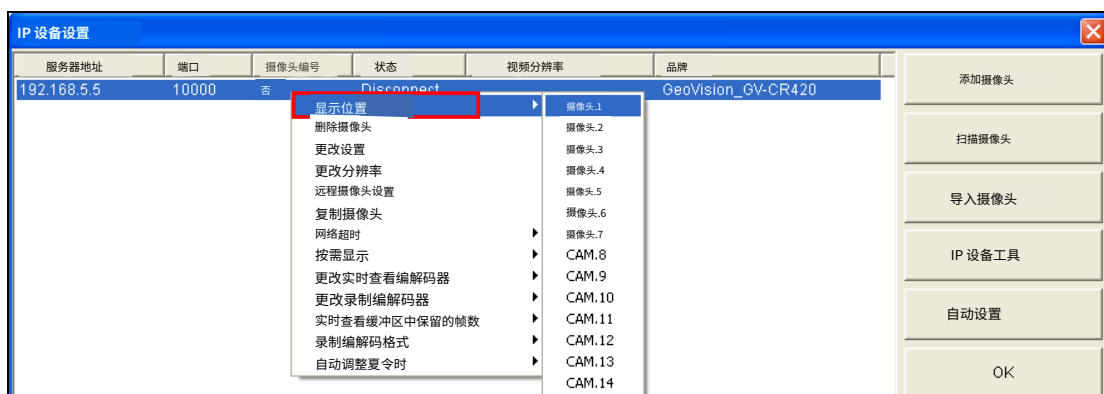 IP 设备设置
服务器地址 端口 摄像头编号 状态 视频分辨率 品牌
192.168.5.5 10000 否 Disconnect GeoVision_GV-CR420
显示位置
删除摄像头
更改设置
更改分辨率
远程摄像头设置
复制摄像头
网络超时
按需显示
更改实时查看编解码器
更改录制编解码器
实时查看缓冲区中保留的帧数
录制编解码格式
自动调整夏令时
摄像头.1
摄像头.2
摄像头.3
摄像头.4
摄像头.5
摄像头.6
摄像头.7
CAM.8
CAM.9
CAM.10
CAM.11
CAM.12
CAM.13
CAM.14
添加摄像头
扫描摄像头
导入摄像头
IP 设备工具
自动设置
OK